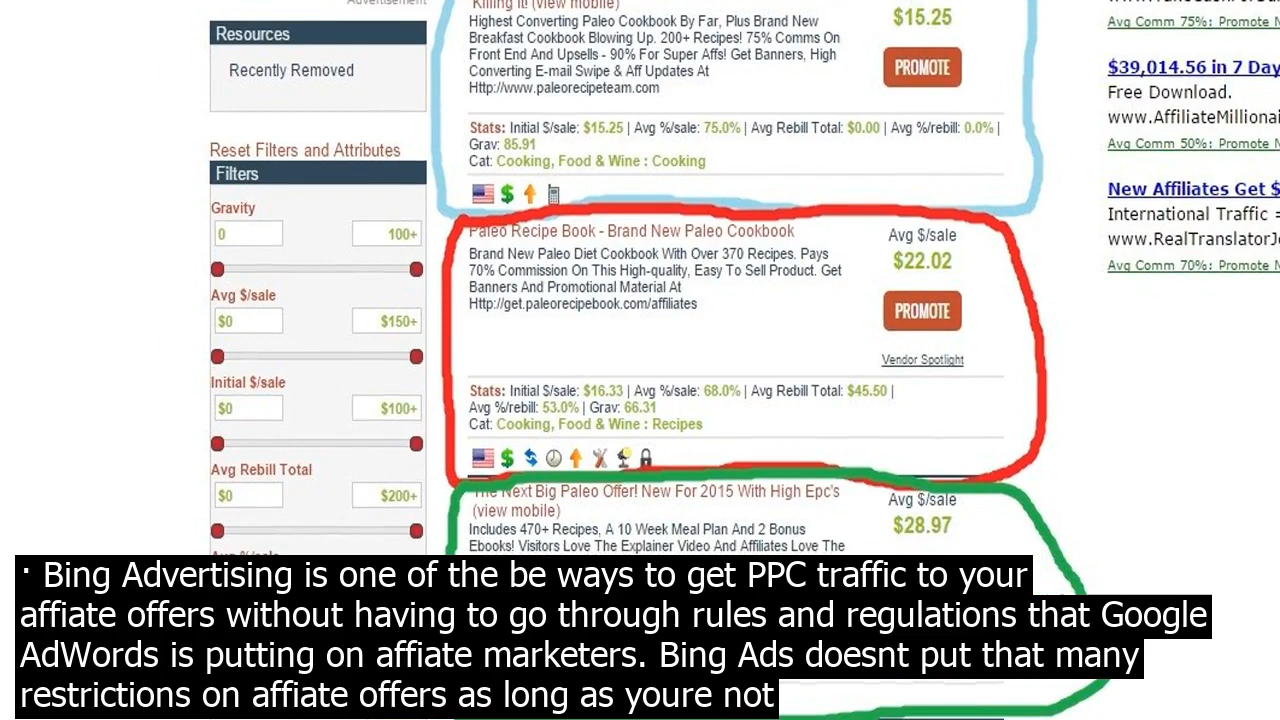 Advertisement
Resources
Recently Removed
Reset Filters and Attributes
Filters
Gravity
0 100+
Avg $/sale
$0 $150+
Initial $/sale
$0 $100+
Avg Rebill Total
$0 $200+
Killing It! (view mobile)
Highest Converting Paleo Cookbook By Far, Plus Brand New
Breakfast Cookbook Blowing Up. 200+ Recipes! 75% Comms On
Front End And Upsells - 90% For Super Affs! Get Banners, High
Converting E-mail Swipe & Aff Updates At
Http://www.paleorecipeteam.com
$15.25
PROMOTE
Stats: Initial $/sale: $15.25 | Avg %/sale: 75.0% | Avg Rebill Total: $0.00 | Avg %/rebill: 0.0% |
Grav: 85.91
Cat: Cooking, Food & Wine : Cooking
Paleo Recipe Book - Brand New Paleo Cookbook
Brand New Paleo Diet Cookbook With Over 370 Recipes. Pays
70% Commission On This High-quality, Easy To Sell Product. Get
Banners And Promotional Material At
Http://get.paleorecipebook.com/affiliates
Avg $/sale
$22.02
PROMOTE
Vendor Spotlight
Stats: Initial $/sale: $16.33 | Avg %/sale: 68.0% | Avg Rebill Total: $45.50 |
Avg %/rebill: 53.0% | Grav: 66.31
Cat: Cooking, Food & Wine : Recipes
The Next Big Paleo Offer! New For 2015 With High Epc's
(view mobile)
Includes 470+ Recipes, A 10 Week Meal Plan And 2 Bonus
Ebooks! Visitors Love The Explainer Video And Affiliates Love The
Avg $/sale
$28.97
Avg Comm 75%: Promote N
$39,014.56 in 7 Day
Free Download.
www.AffiliateMillionai
Avg Comm 50%: Promote N
New Affiliates Get $
International Traffic =
www.RealTranslatorJo
Avg Comm 70%: Promote N
· Bing Advertising is one of the be ways to get PPC traffic to your
affiate offers without having to go through rules and regulations that Google
AdWords is putting on affiate marketers. Bing Ads doesnt put that many
restrictions on affiate offers as long as youre not